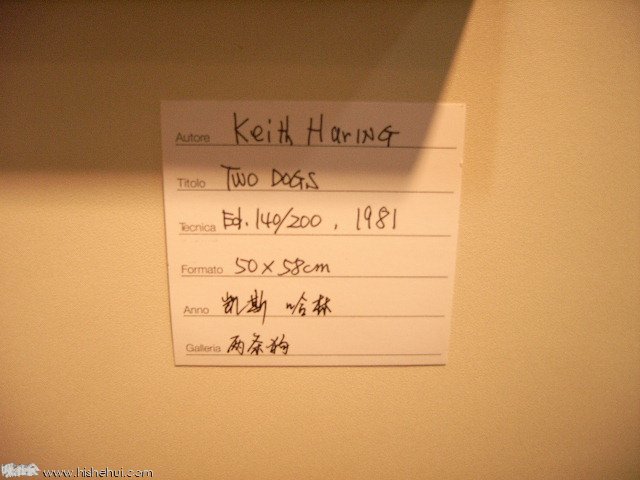 Autore Keith Haring
Titolo TWO DOGS
Tecnica Ed. 140/200, 1981
Formato 50 x 58cm
Anno 凯斯 哈林
Galleria 两条狗
www.hishehui.com